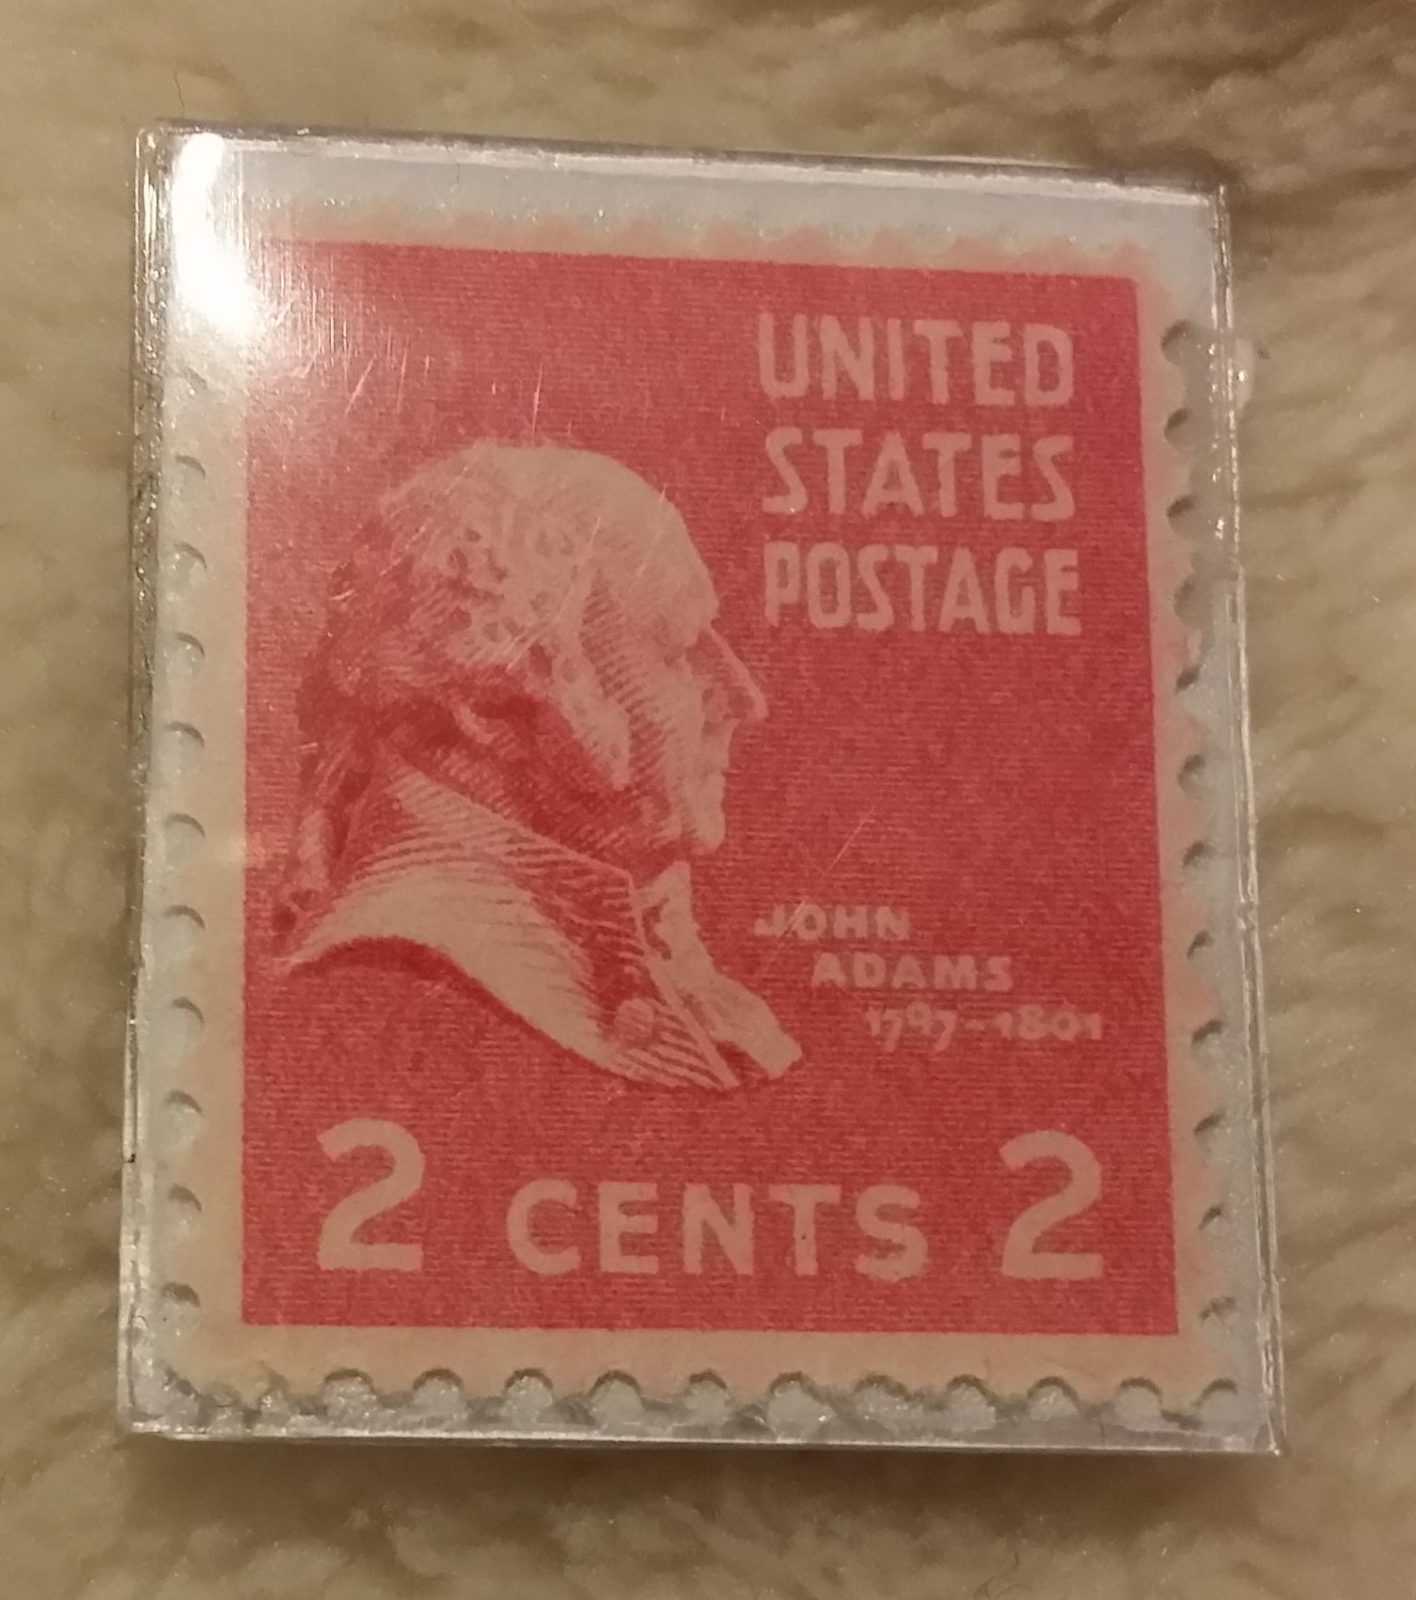 UNITED
STATES
POSTAGE
JOHN
ADAMS
1797-1801
2 CENTS 2